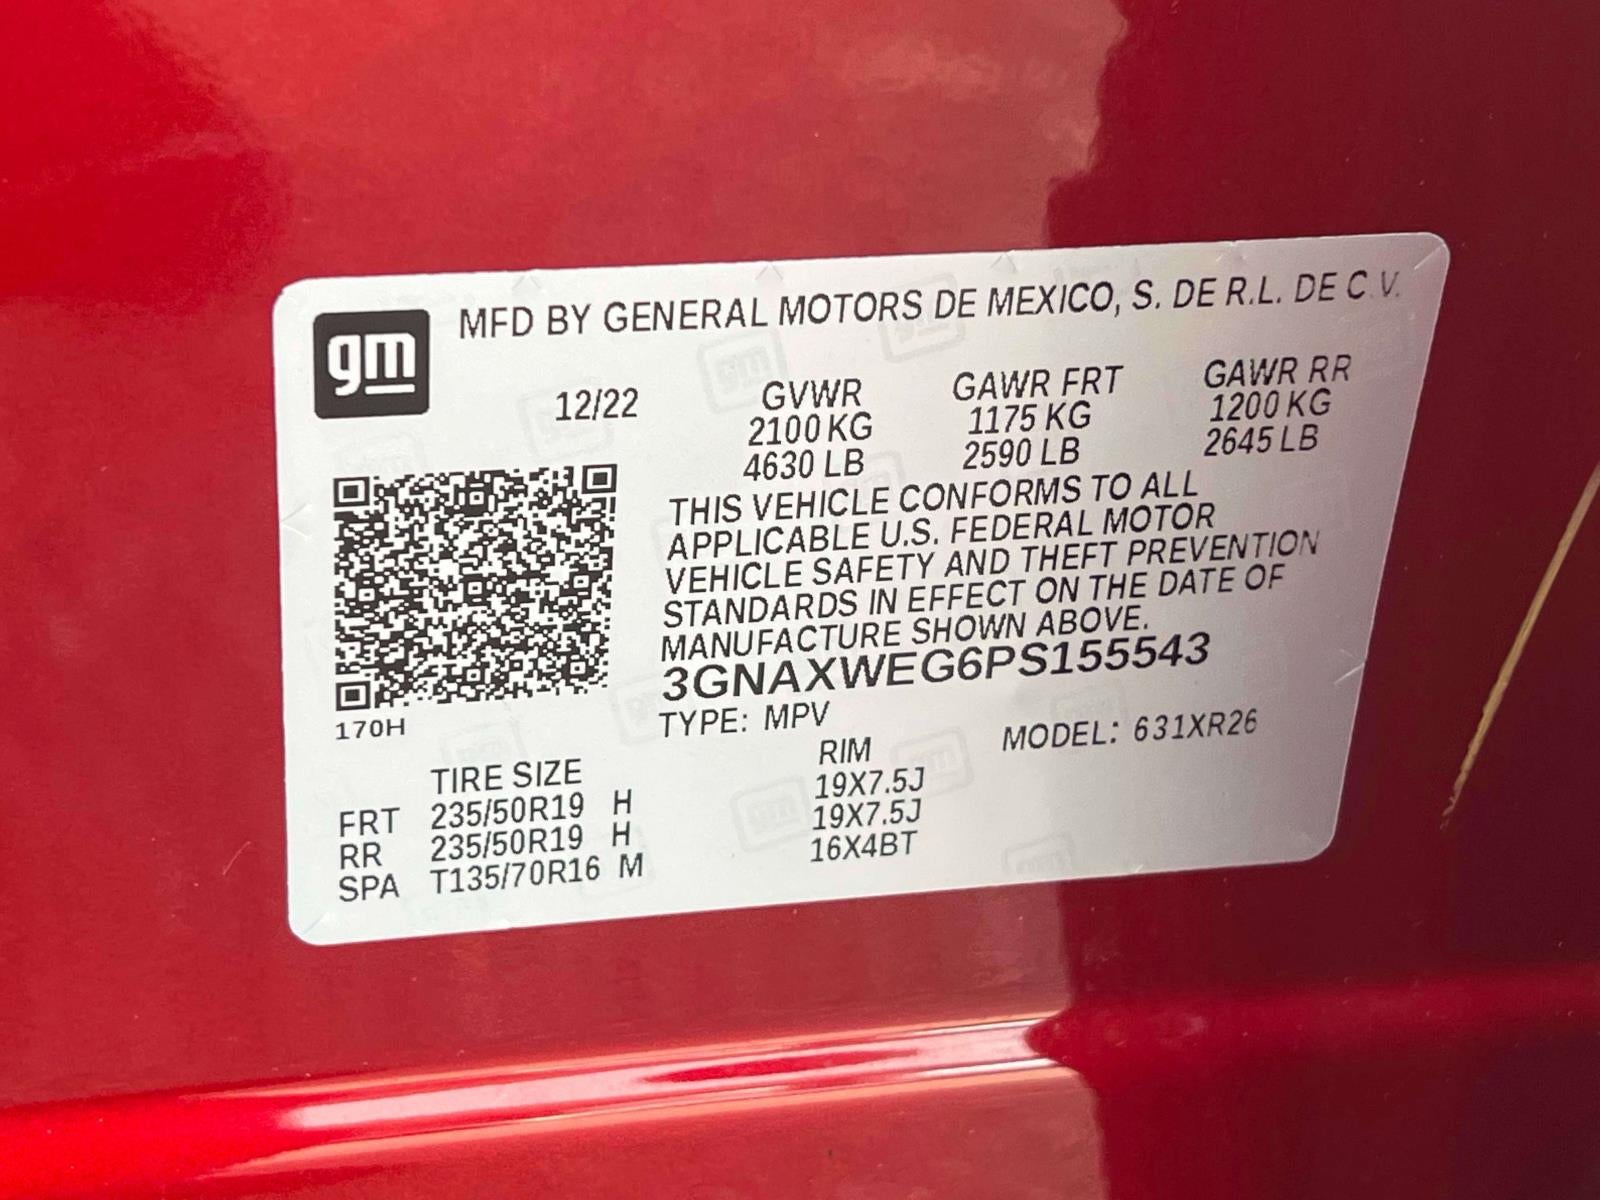 gm
MFD BY GENERAL MOTORS DE MEXICO, S. DE R.L. DE C.V.
12/22 GVWR GAWR FRT GAWR RR
2100 KG 1175 KG 1200 KG
4630 LB 2590 LB 2645 LB
THIS VEHICLE CONFORMS TO ALL
APPLICABLE U.S. FEDERAL MOTOR
VEHICLE SAFETY AND THEFT PREVENTION
STANDARDS IN EFFECT ON THE DATE OF
MANUFACTURE SHOWN ABOVE.
3GNAXWEG6PS155543
170H
TYPE: MPV MODEL: 631XR26
TIRE SIZE RIM
FRT 235/50R19 H 19X7.5J
RR 235/50R19 H 19X7.5J
SPA T135/70R16 M 16X4BT